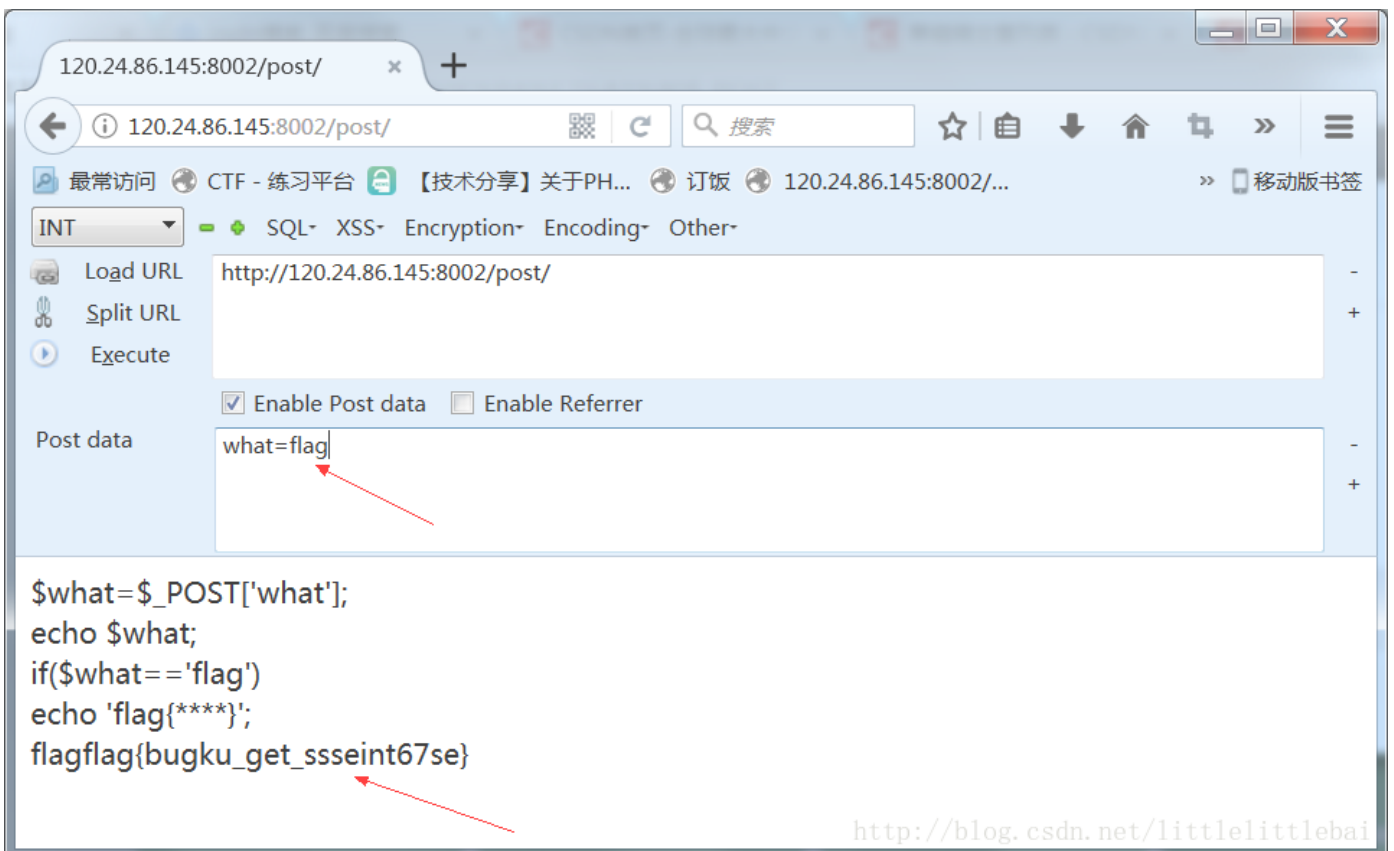 120.24.86.145:8002/post/
120.24.86.145:8002/post/ 搜索
最常访问 CTF - 练习平台 【技术分享】关于PH... 订饭 120.24.86.145:8002/... 移动版书签
INT SQL- XSS- Encryption- Encoding- Other-
Load URL http://120.24.86.145:8002/post/
Split URL
Execute
Enable Post data Enable Referrer
Post data what=flag
$what=$_POST['what'];
echo $what;
if($what=='flag')
echo 'flag{****}';
flagflag{bugku_get_ssseint67se}
http://blog.csdn.net/littlelittlebai